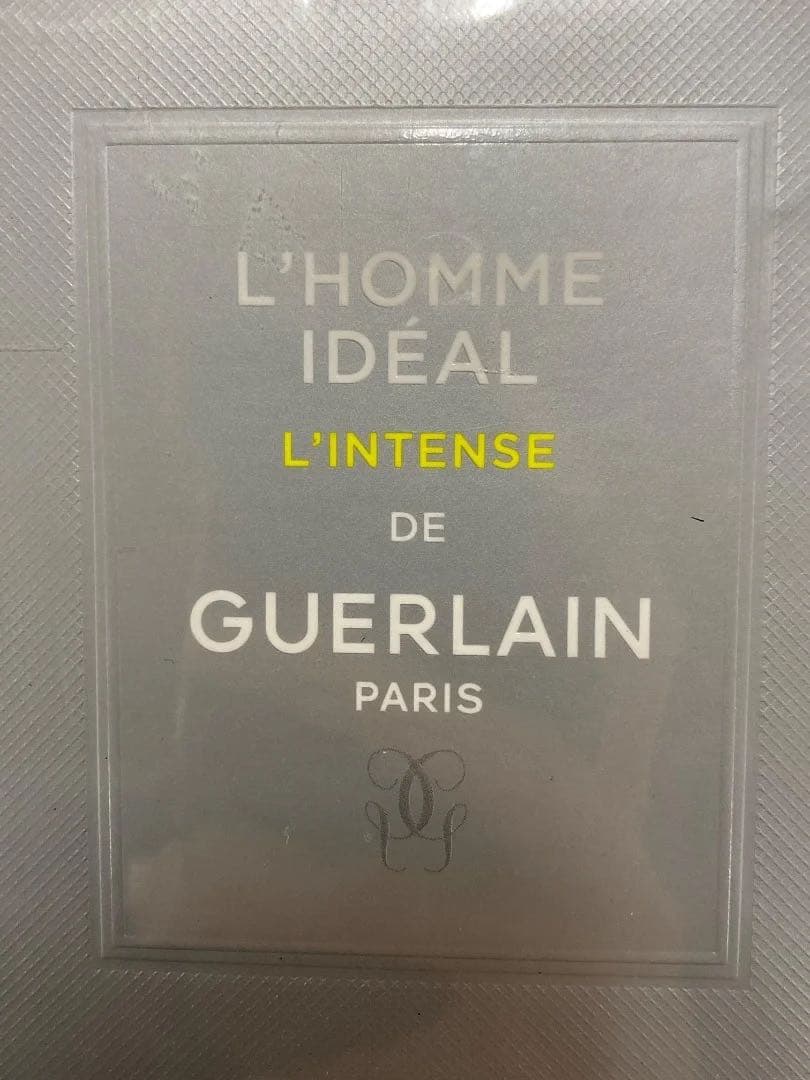 L'HOMME
IDÉAL
L'INTENSE
DE
GUERLAIN
PARIS